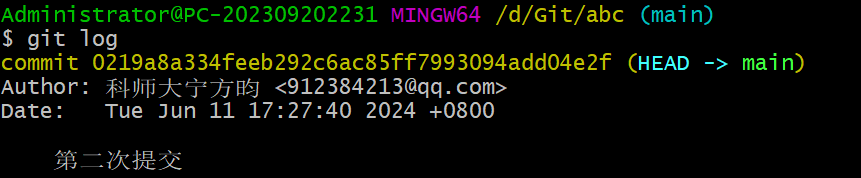 Administrator@PC-202309202231 MINGW64 /d/Git/abc (main)
$ git log
commit 0219a8a334feeb292c6ac85ff7993094add04e2f (HEAD -> main)
Author: 科师大宁方昀 <912384213@qq.com>
Date:   Tue Jun 11 17:27:40 2024 +0800
    第二次提交